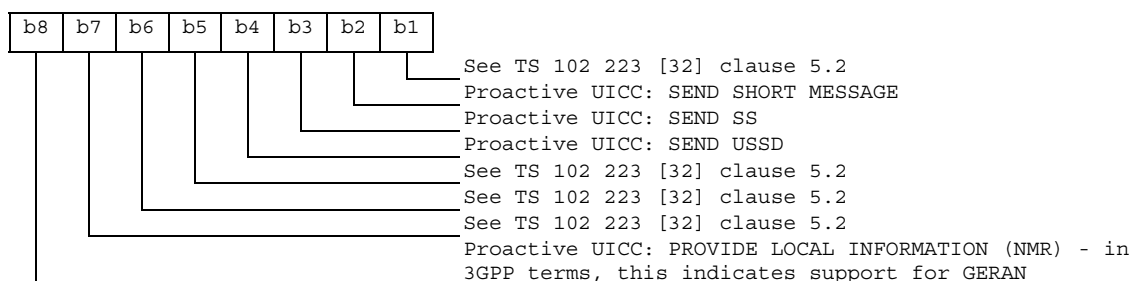 b8 b7 b6 b5 b4 b3 b2 b1
See TS 102 223 [32] clause 5.2
Proactive UICC: SEND SHORT MESSAGE
Proactive UICC: SEND SS
Proactive UICC: SEND USSD
See TS 102 223 [32] clause 5.2
See TS 102 223 [32] clause 5.2
See TS 102 223 [32] clause 5.2
Proactive UICC: PROVIDE LOCAL INFORMATION (NMR) - in
3GPP terms, this indicates support for GERAN